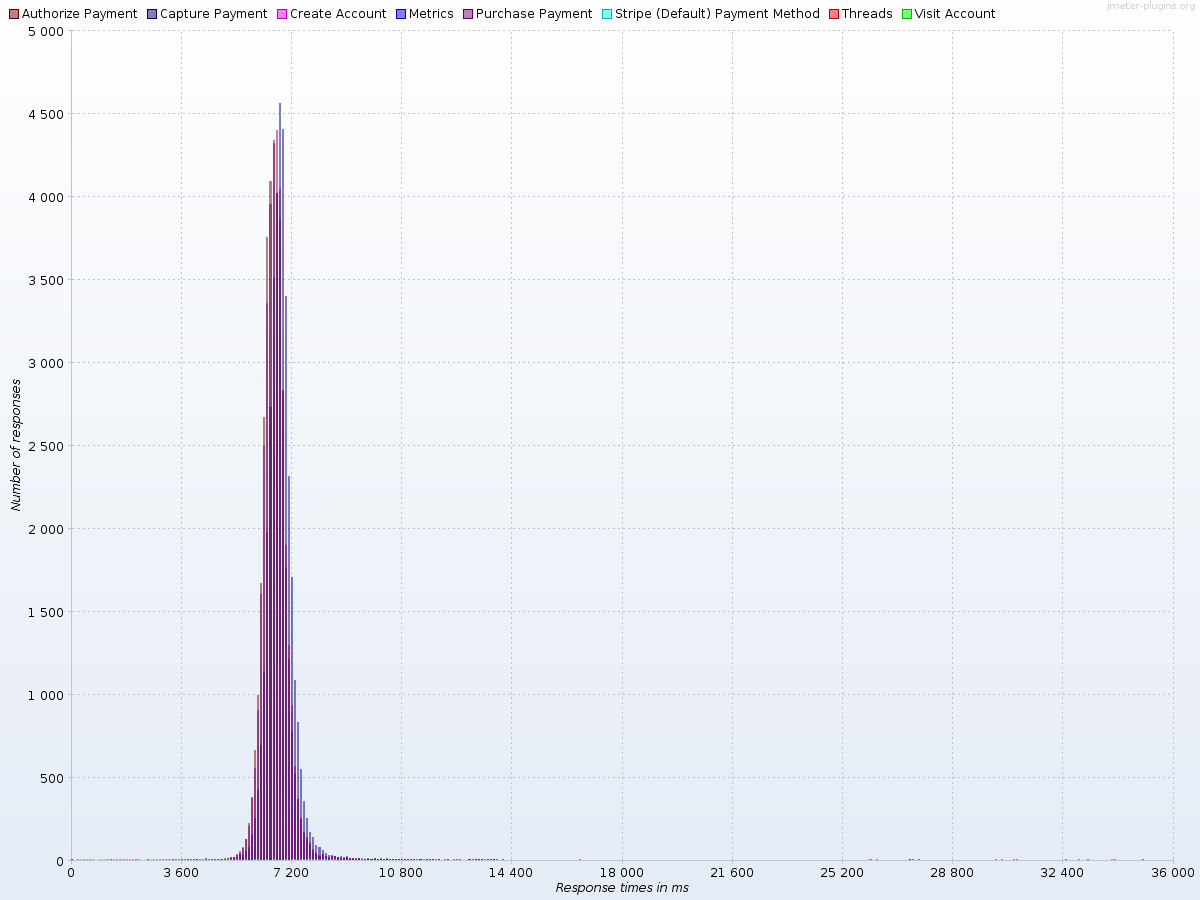 Authorize Payment Capture Payment Create Account Metrics Purchase Payment Stripe (Default) Payment Method Threads Visit Account
jmeter-plugins.org
5 000
4 500
4 000
3 500
3 000
2 500
2 000
1 500
1 000
500
0
Number of responses
0 3 600 7 200 10 800 14 400 18 000 21 600 25 200 28 800 32 400 36 000
Response times in ms